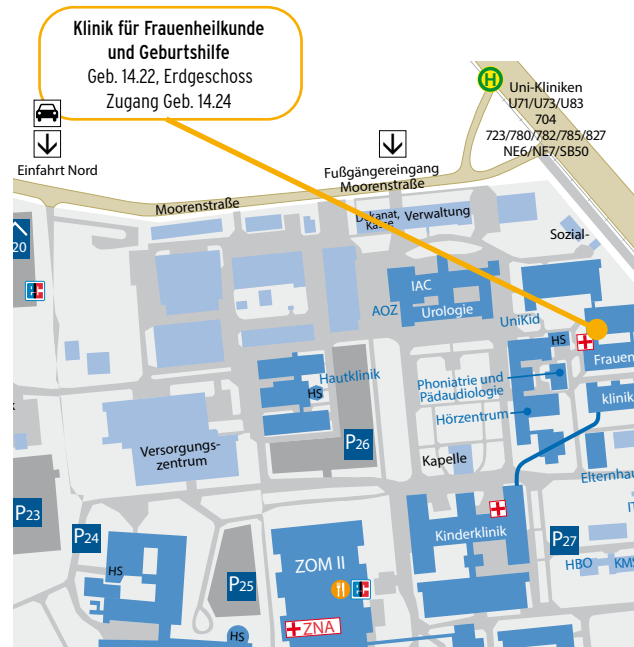 Klinik für Frauenheilkunde
und Geburtshilfe
Geb. 14.22, Erdgeschoss
Zugang Geb. 14.24
H
Uni-Kliniken
U71/U73/U83
704
723/780/782/785/827
NE6/NE7/SB50
Einfahrt Nord
Fußgängereingang
Moorenstraße
Moorenstraße
Dekanat,
Kasse
Verwaltung
Sozial-
20
IAC
AOZ
Urologie
UniKid
HS
Frauen
Hautklinik
HS
Phoniatrie und
Pädaudiologie
klinik
Hörzentrum
P26
Versorgungs-
zentrum
Kapelle
Elternhau
P23
P24
Kinderklinik
P27
HBO
KMS
HS
P25
ZOM II
ZNA
HS